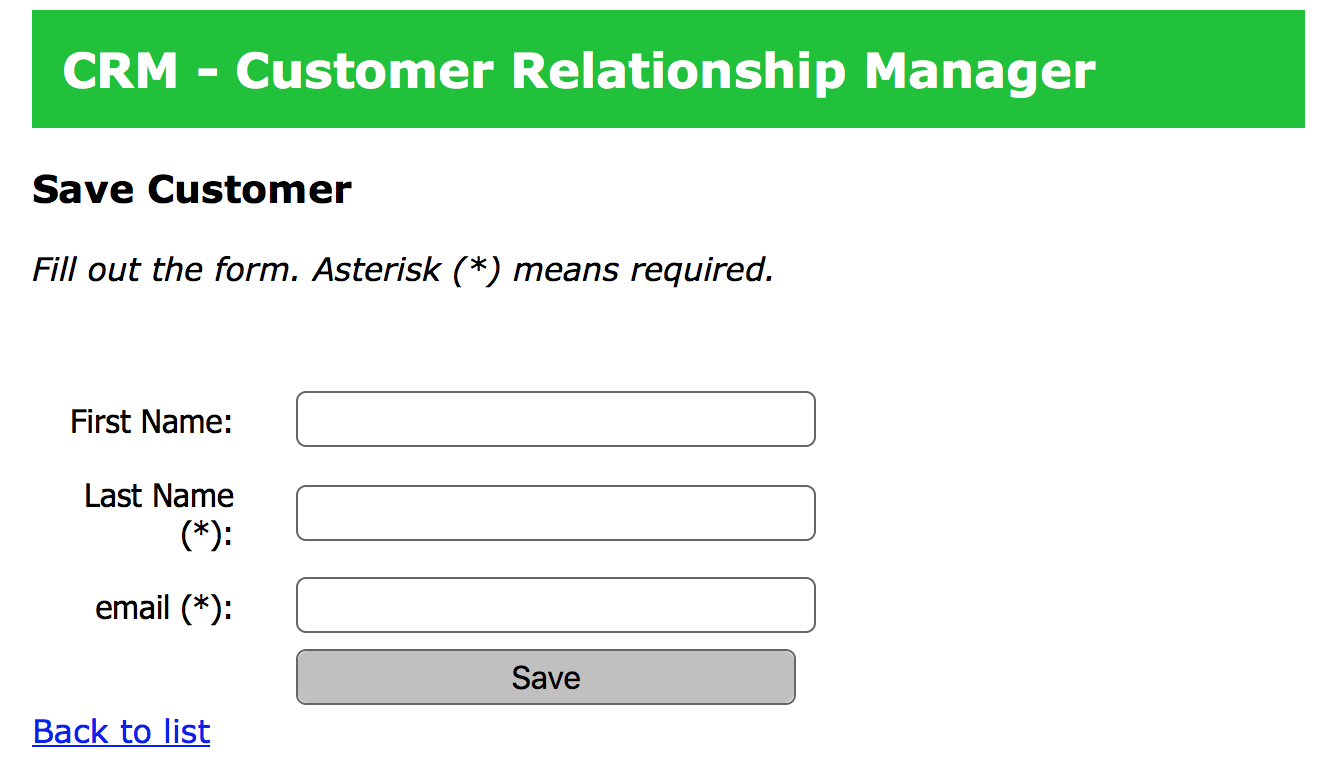 CRM - Customer Relationship Manager
Save Customer
Fill out the form. Asterisk (*) means required.
First Name:
Last Name
(*):
email (*):
Save
Back to list